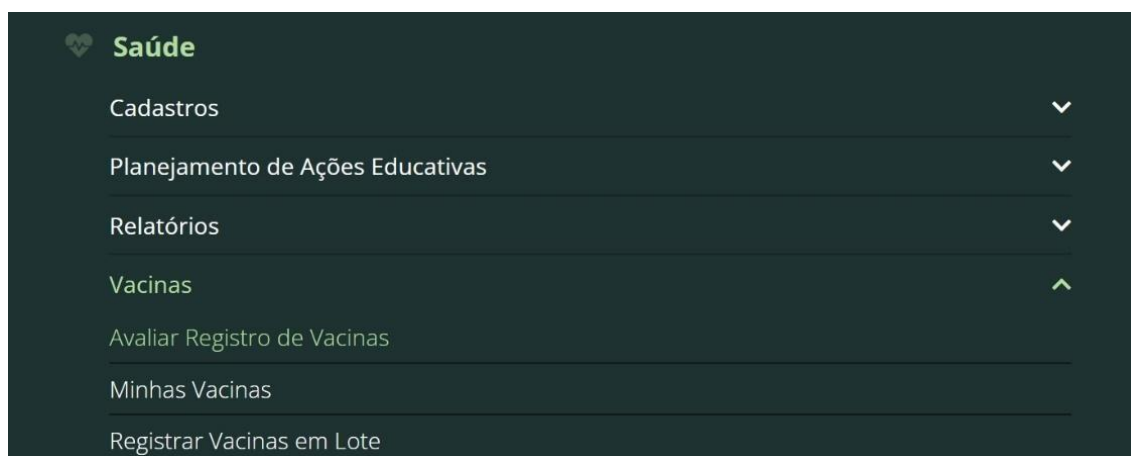 Saúde
Cadastros
Planejamento de Ações Educativas
Relatórios
Vacinas
Avaliar Registro de Vacinas
Minhas Vacinas
Registrar Vacinas em Lote